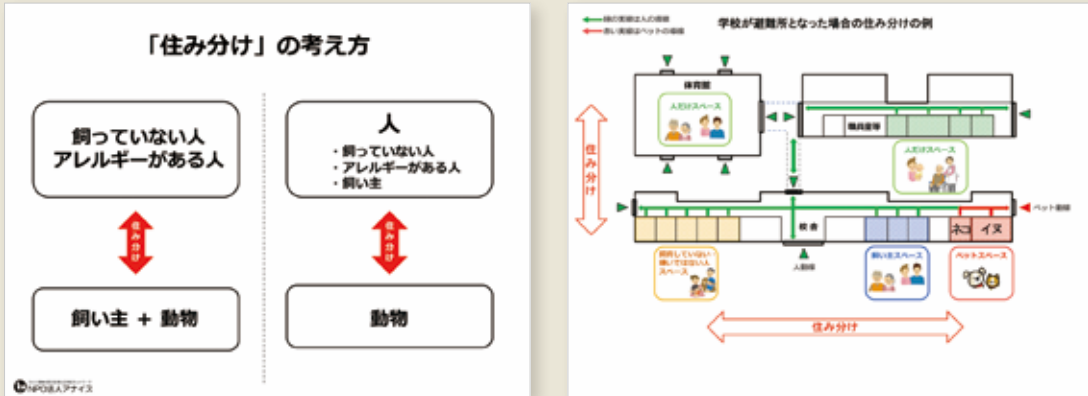 「住み分け」の考え方
飼っていない人
アレルギーがある人
住み分け
飼い主 + 動物
人
・飼っていない人
・アレルギーがある人
・飼い主
住み分け
動物
NPO法人アナイス
学校が避難所となった場合の住み分けの例
緑の実線は人の導線
赤い実線はペットの導線
住み分け
体育館
人だけスペース
職員室等
人だけスペース
校舎
人動線
ペット動線
ネコ
イヌ
スペース
飼い主スペース
ペットスペース
住み分け